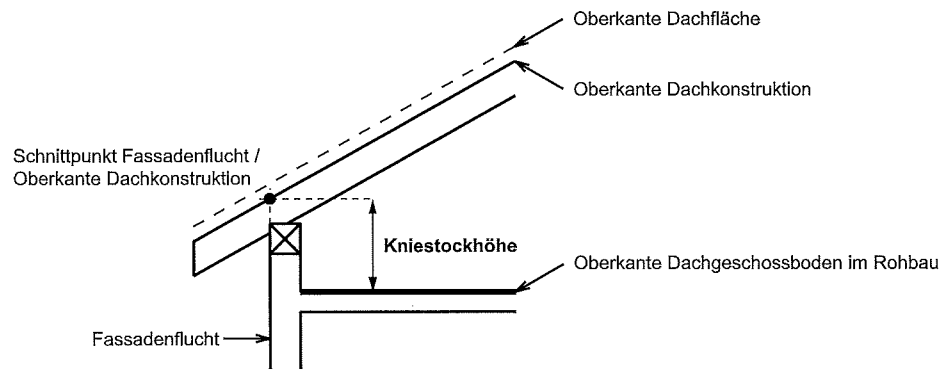 Oberkante Dachfläche
Oberkante Dachkonstruktion
Schnittpunkt Fassadenflucht /
Oberkante Dachkonstruktion
Kniestockhöhe
Oberkante Dachgeschossboden im Rohbau
Fassadenflucht